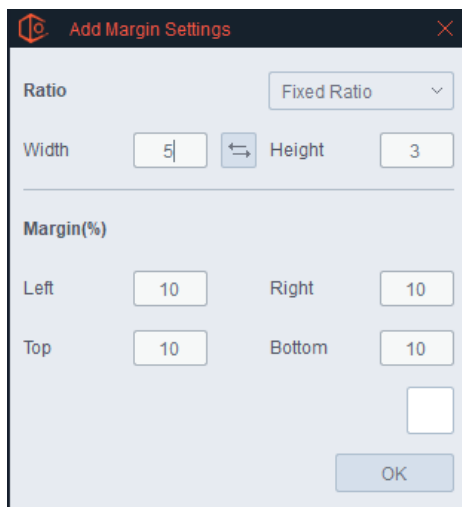 Add Margin Settings
Ratio
Fixed Ratio
Width 5 Height 3
Margin(%)
Left 10 Right 10
Top 10 Bottom 10
OK